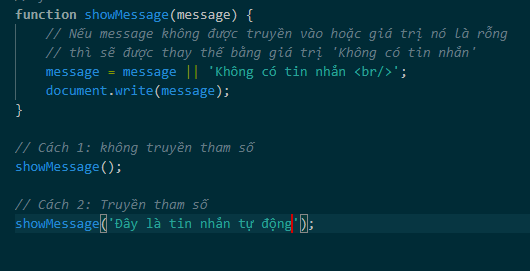 function showMessage(message) {
// Nếu message không được truyền vào hoặc giá trị nó là rỗng
// thì sẽ được thay thế bằng giá trị 'Không có tin nhắn'
message = message || 'Không có tin nhắn <br/>';
document.write(message);
}
// Cách 1: không truyền tham số
showMessage();
// Cách 2: Truyền tham số
showMessage('Đây là tin nhắn tự động');